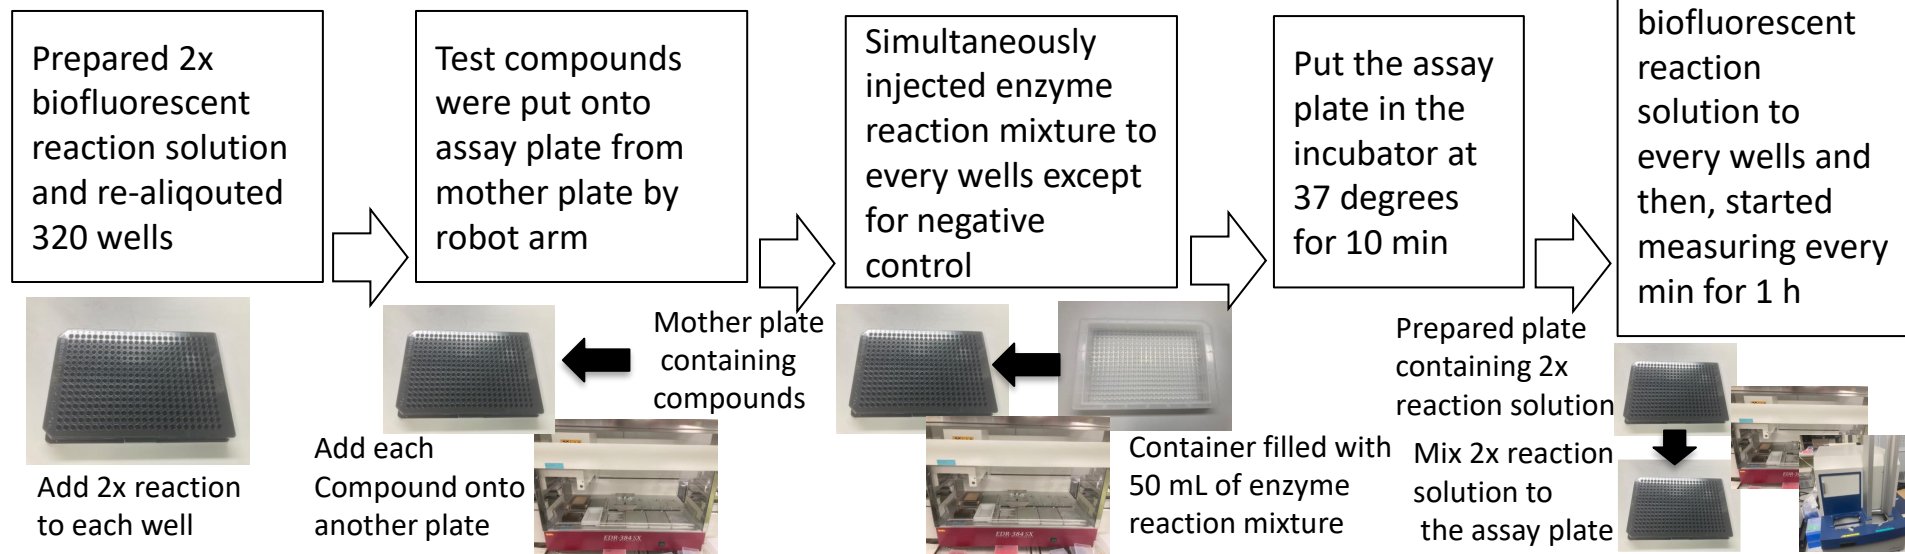 Prepared 2x
biofluorescent
reaction solution
and re-aliqouted
320 wells
Test compounds
were put onto
assay plate from
mother plate by
robot arm
Simultaneously
injected enzyme
reaction mixture to
every wells except
for negative
control
Put the assay
plate in the
incubator at
37 degrees
for 10 min
biofluorescent
reaction
solution to
every wells and
then, started
measuring every
min for 1 h
Add 2x reaction
to each well
Mother plate
containing
compounds
Add each
Compound onto
another plate
EDR-384SX
Container filled with
50 mL of enzyme
reaction mixture
EDR-384SX
Prepared plate
containing 2x
reaction solution
Mix 2x reaction
solution to
the assay plate